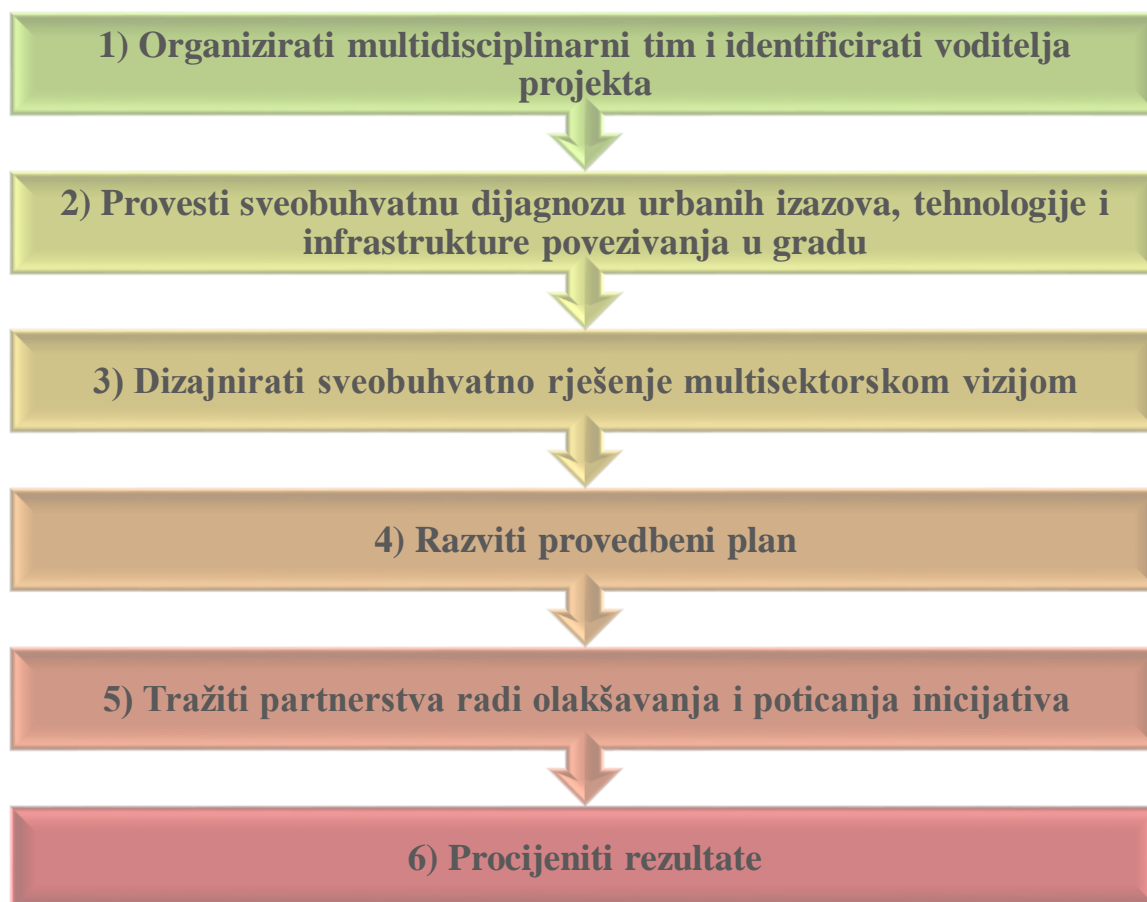 1) Organizirati multidisciplinarni tim i identificirati voditelja
projekta
2) Provesti sveobuhvatnu dijagnozu urbanih izazova, tehnologije i
infrastrukture povezivanja u gradu
3) Dizajnirati sveobuhvatno rješenje multisektorskom vizijom
4) Razviti provedbeni plan
5) Tražiti partnerstva radi olakšavanja i poticanja inicijativa
6) Procijeniti rezultate